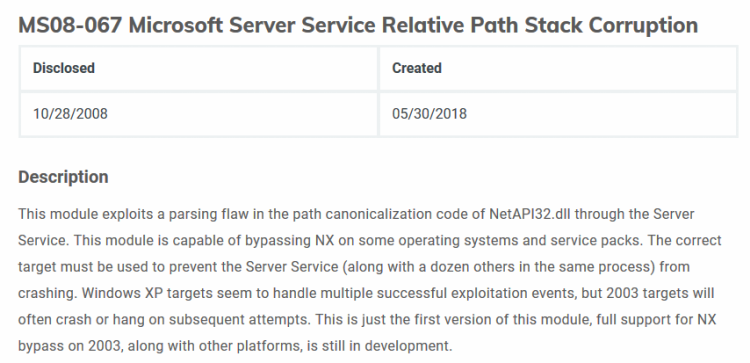 MS08-067 Microsoft Server Service Relative Path Stack Corruption
Disclosed Created
10/28/2008 05/30/2018
Description
This module exploits a parsing flaw in the path canonicalization code of NetAPI32.dll through the Server
Service. This module is capable of bypassing NX on some operating systems and service packs. The correct
target must be used to prevent the Server Service (along with a dozen others in the same process) from
crashing. Windows XP targets seem to handle multiple successful exploitation events, but 2003 targets will
often crash or hang on subsequent attempts. This is just the first version of this module, full support for NX
bypass on 2003, along with other platforms, is still in development.